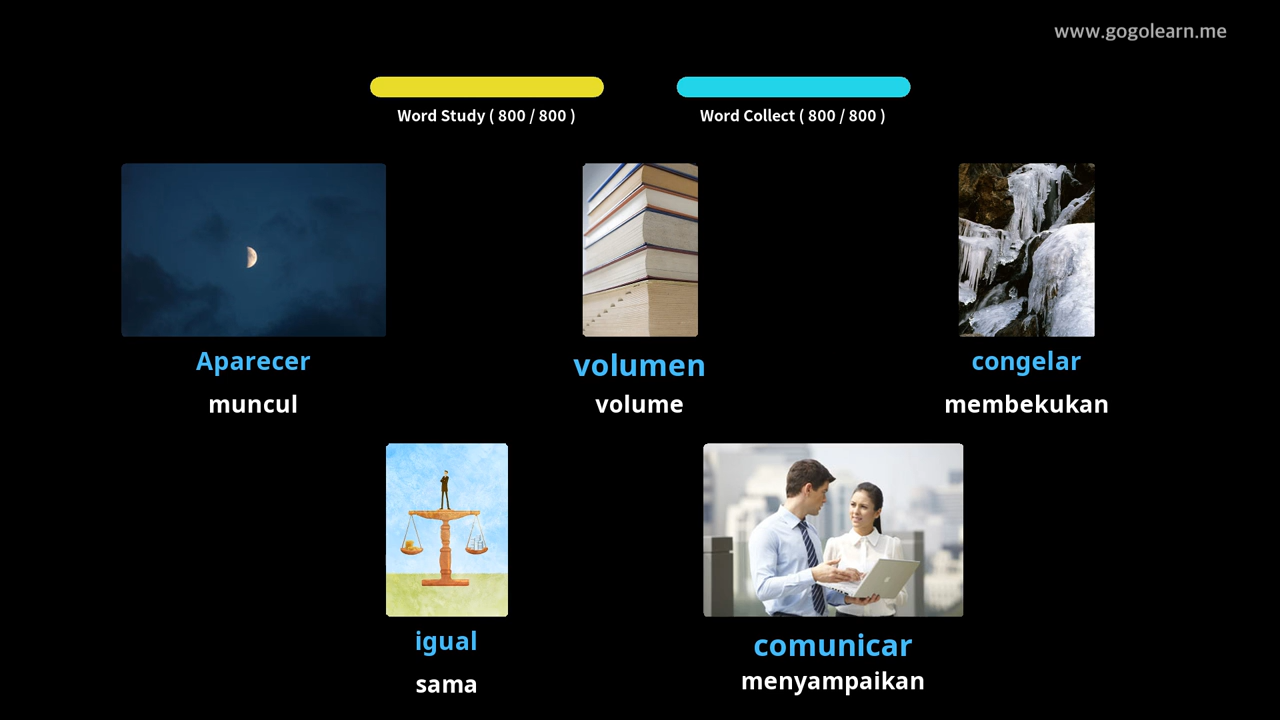 www.gogolearn.me
Word Study ( 800 / 800 )
Word Collect ( 800 / 800 )
Aparecer
muncul
volumen
volume
congelar
membekukan
igual
sama
comunicar
menyampaikan